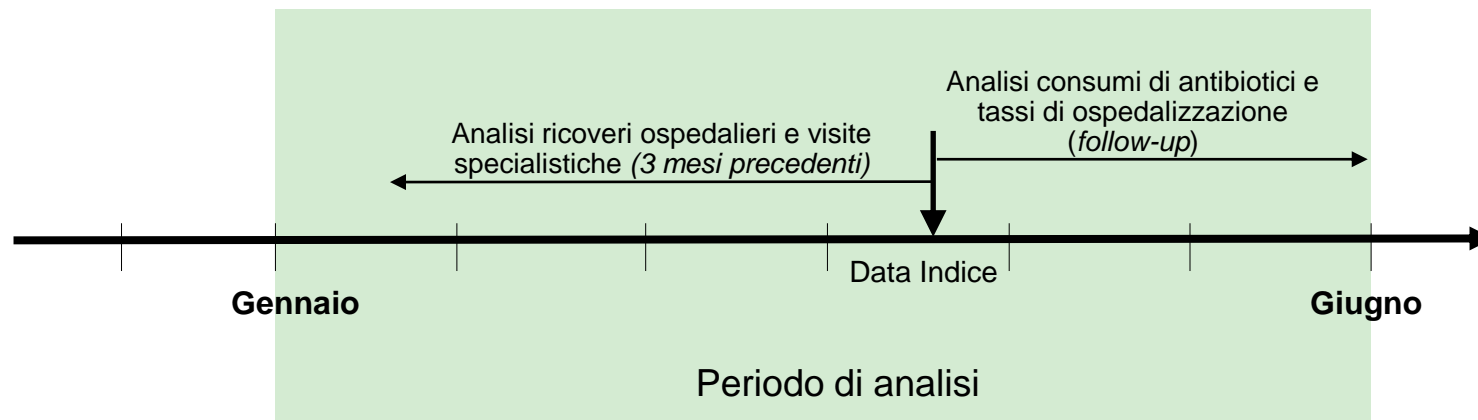 Analisi consumi di antibiotici e
tassi di ospedalizzazione
(follow-up)
Analisi ricoveri ospedalieri e visite
specialistiche (3 mesi precedenti)
Data Indice
Gennaio
Giugno
Periodo di analisi